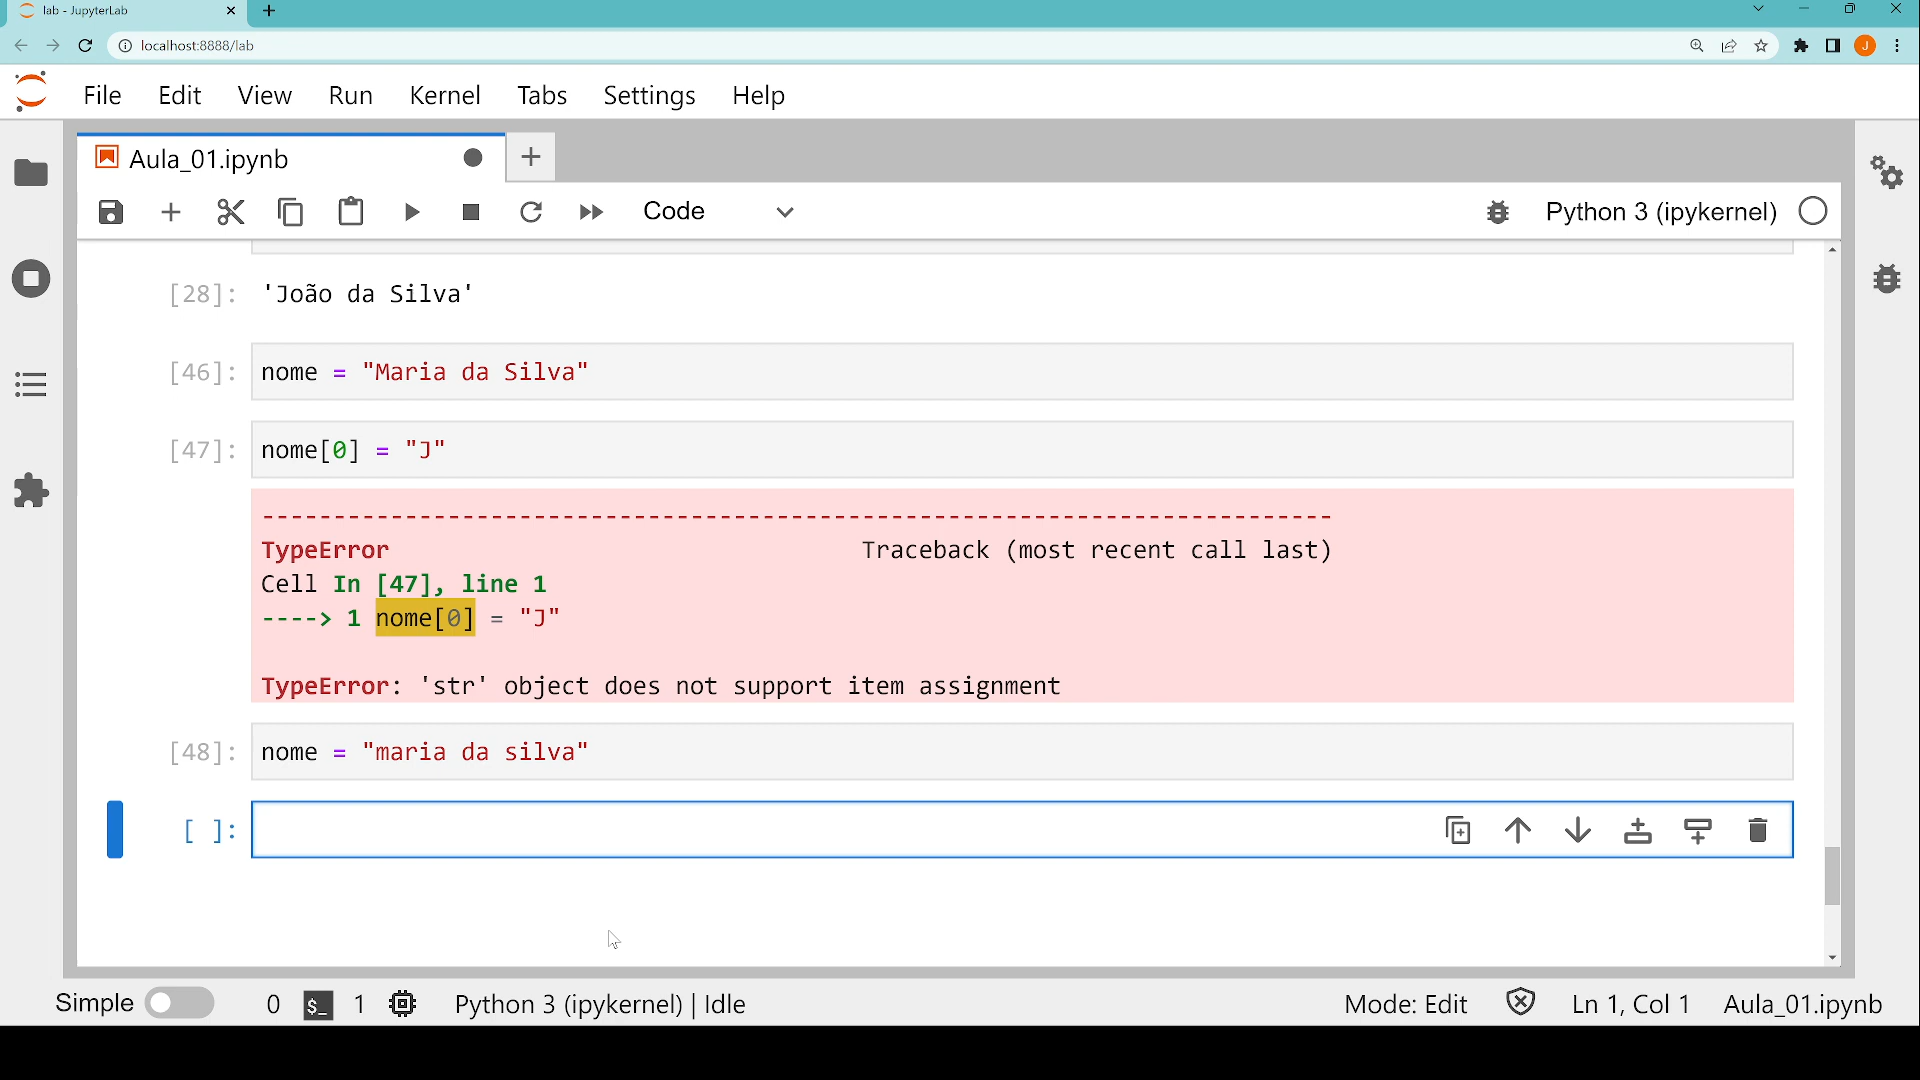 lab - JupyterLab
localhost:8888/lab
J
File Edit View Run Kernel Tabs Settings Help
Aula_01.ipynb
Code
Python 3 (ipykernel)
[28]: 'João da Silva'
[46]: nome = "Maria da Silva"
[47]: nome[0] = "J"
---------------------------------------------------------------------------
TypeError Traceback (most recent call last)
Cell In [47], line 1
----> 1 nome[0] = "J"
TypeError: 'str' object does not support item assignment
[48]: nome = "maria da silva"
[ ]:
Simple 0 $_ 1 Python 3 (ipykernel) | Idle Mode: Edit Ln 1, Col 1 Aula_01.ipynb